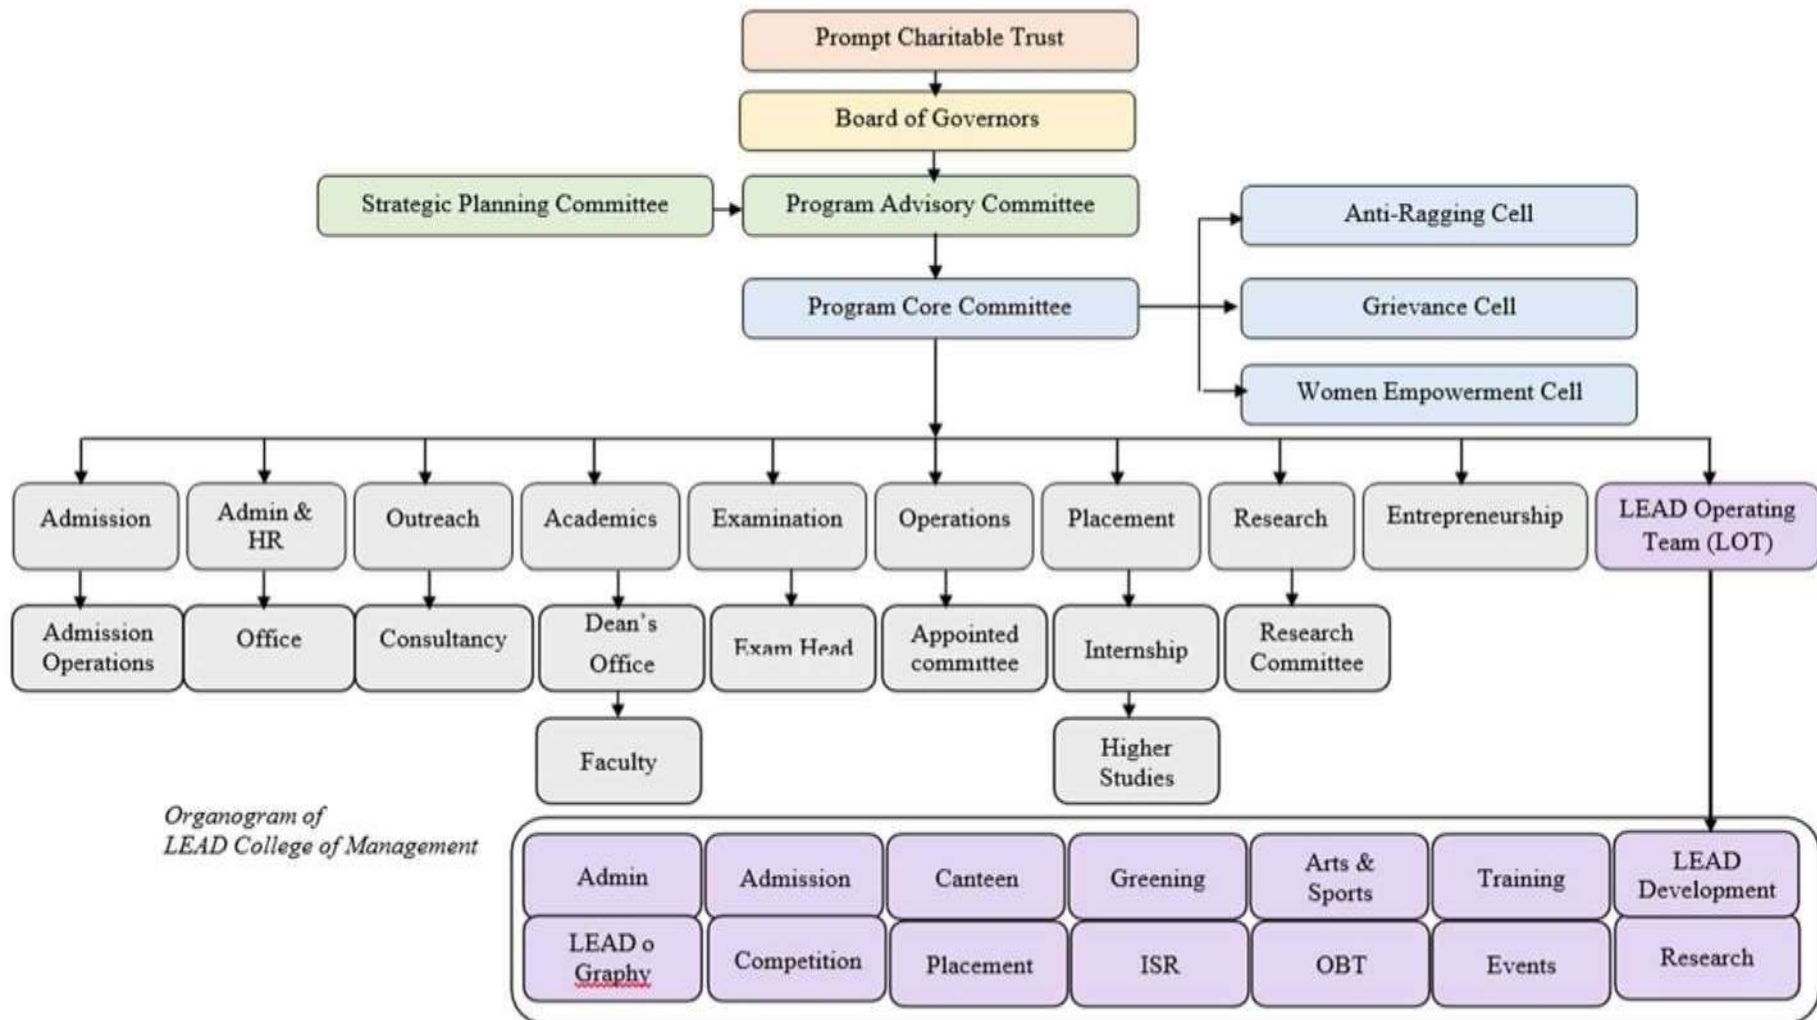 Prompt Charitable Trust
Board of Governors
Strategic Planning Committee
Program Advisory Committee
Anti-Ragging Cell
Program Core Committee
Grievance Cell
Women Empowerment Cell
Admission
Admin &
HR
Outreach
Academics
Examination
Operations
Placement
Research
Entrepreneurship
LEAD Operating
Team (LOT)
Admission
Operations
Office
Consultancy
Dean's
Office
Exam Head
Appointed
committee
Internship
Research
Committee
Faculty
Higher
Studies
Organogram of
LEAD College of Management
Admin
Admission
Canteen
Greening
Arts &
Sports
Training
LEAD
Development
LEAD o
Graphy
Competition
Placement
ISR
OBT
Events
Research